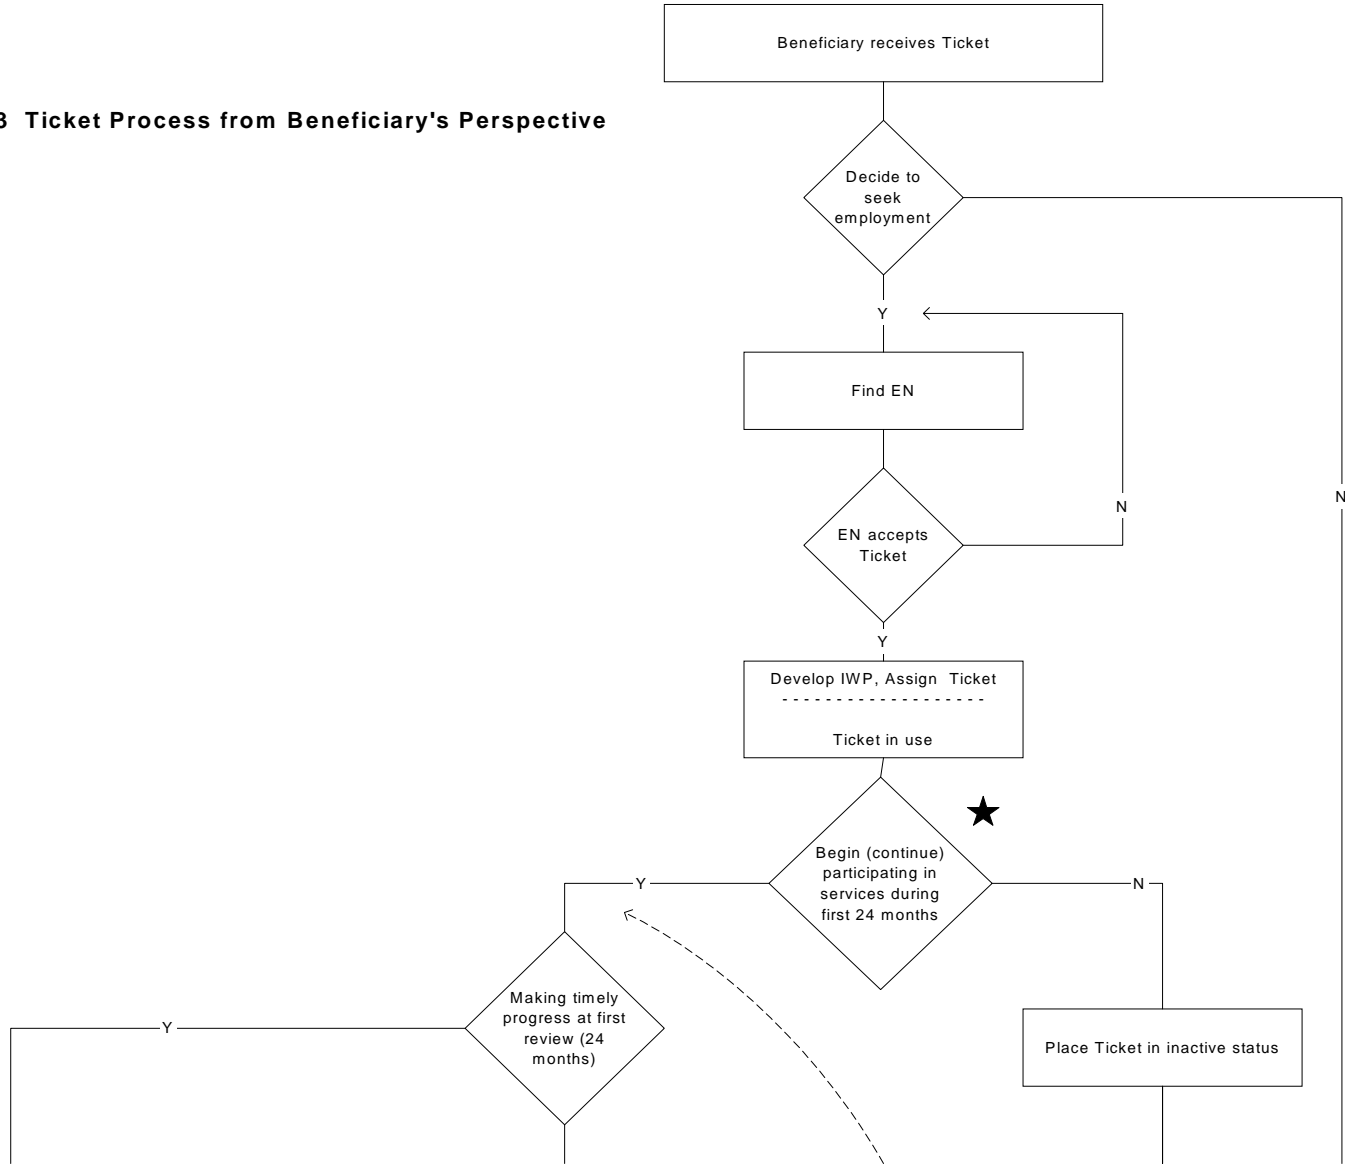 Beneficiary receives Ticket
3 Ticket Process from Beneficiary's Perspective
Decide to
seek
employment
Y
Find EN
N
N
EN accepts
Ticket
Y
Develop IWP, Assign Ticket
- - - - - - - - - - - - - - - - - - -
Ticket in use
Begin (continue)
participating in
services during
first 24 months
Y
N
Making timely
progress at first
review (24
months)
Y
Place Ticket in inactive status